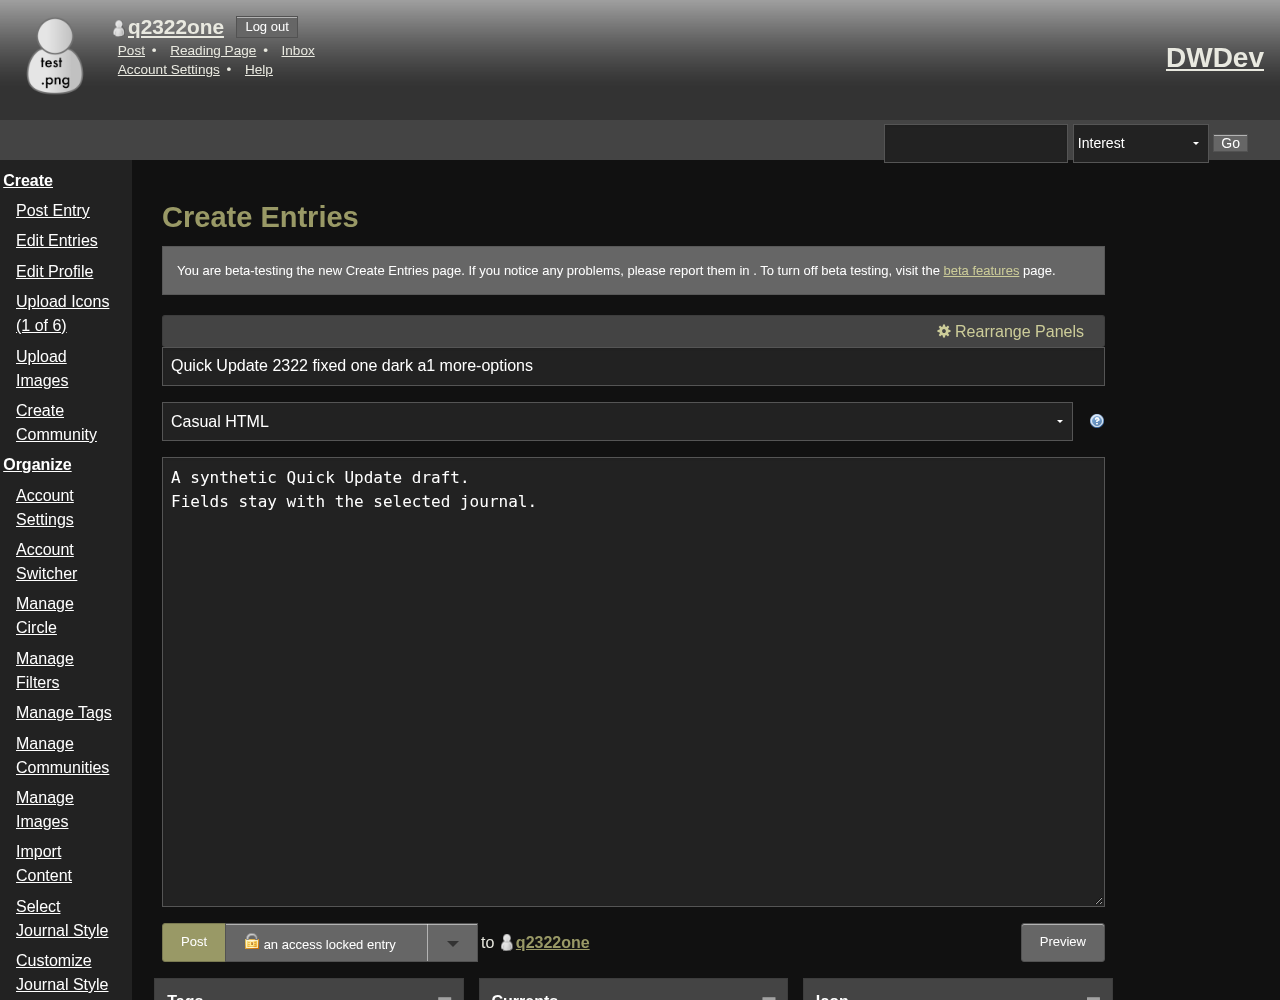 test
.png
q2322one Log out
Post • Reading Page • Inbox
Account Settings • Help
DWDev
Interest Go
Create
Post Entry
Edit Entries
Edit Profile
Upload Icons
(1 of 6)
Upload
Images
Create
Community
Organize
Account
Settings
Account
Switcher
Manage
Circle
Manage
Filters
Manage Tags
Manage
Communities
Manage
Images
Import
Content
Select
Journal Style
Customize
Journal Style
Create Entries
You are beta-testing the new Create Entries page. If you notice any problems, please report them in . To turn off beta testing, visit the beta features page.
Rearrange Panels
Quick Update 2322 fixed one dark a1 more-options
Casual HTML
A synthetic Quick Update draft.
Fields stay with the selected journal.
Post an access locked entry to q2322one Preview
Tags Currents Icon